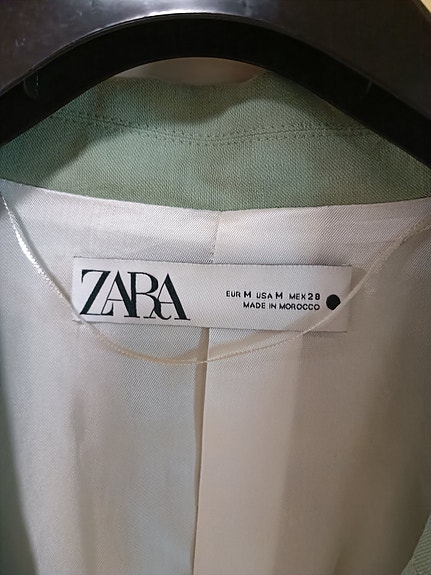 ZARA
EUR M USA M MEX 28
MADE IN MOROCCO